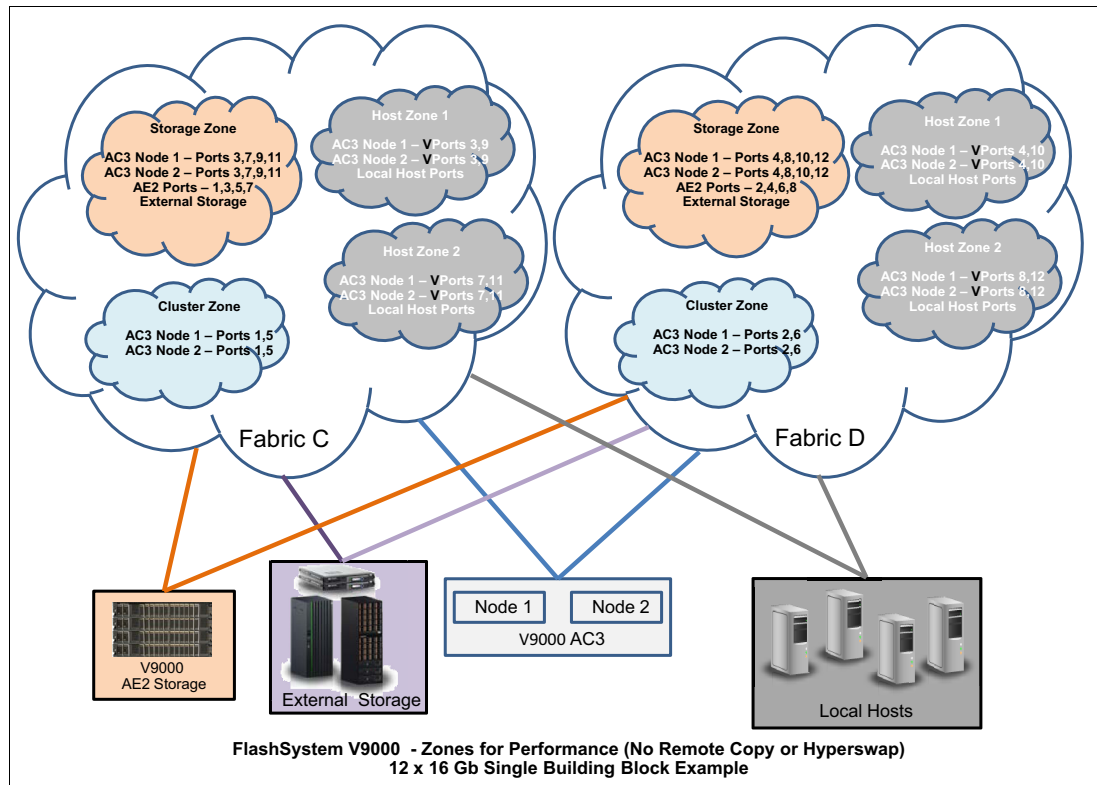 Storage Zone
AC3 Node 1 – Ports 3,7,9,11
AC3 Node 2 – Ports 3,7,9,11
AE2 Ports – 1,3,5,7
External Storage
Host Zone 1
AC3 Node 1 – VPorts 3,9
AC3 Node 2 – VPorts 3,9
Local Host Ports
Host Zone 2
AC3 Node 1 – VPorts 7,11
AC3 Node 2 – VPorts 7,11
Local Host Ports
Cluster Zone
AC3 Node 1 – Ports 1,5
AC3 Node 2 – Ports 1,5
Fabric C
Storage Zone
AC3 Node 1 – Ports 4,8,10,12
AC3 Node 2 – Ports 4,8,10,12
AE2 Ports – 2,4,6,8
External Storage
Host Zone 1
AC3 Node 1 – VPorts 4,10
AC3 Node 2 – VPorts 4,10
Local Host Ports
Host Zone 2
AC3 Node 1 – VPorts 8,12
AC3 Node 2 – VPorts 8,12
Local Host Ports
Cluster Zone
AC3 Node 1 – Ports 2,6
AC3 Node 2 – Ports 2,6
Fabric D
V9000
AE2 Storage
External Storage
Node 1
Node 2
V9000 AC3
Local Hosts
FlashSystem V9000 - Zones for Performance (No Remote Copy or Hyperswap)
12 x 16 Gb Single Building Block Example